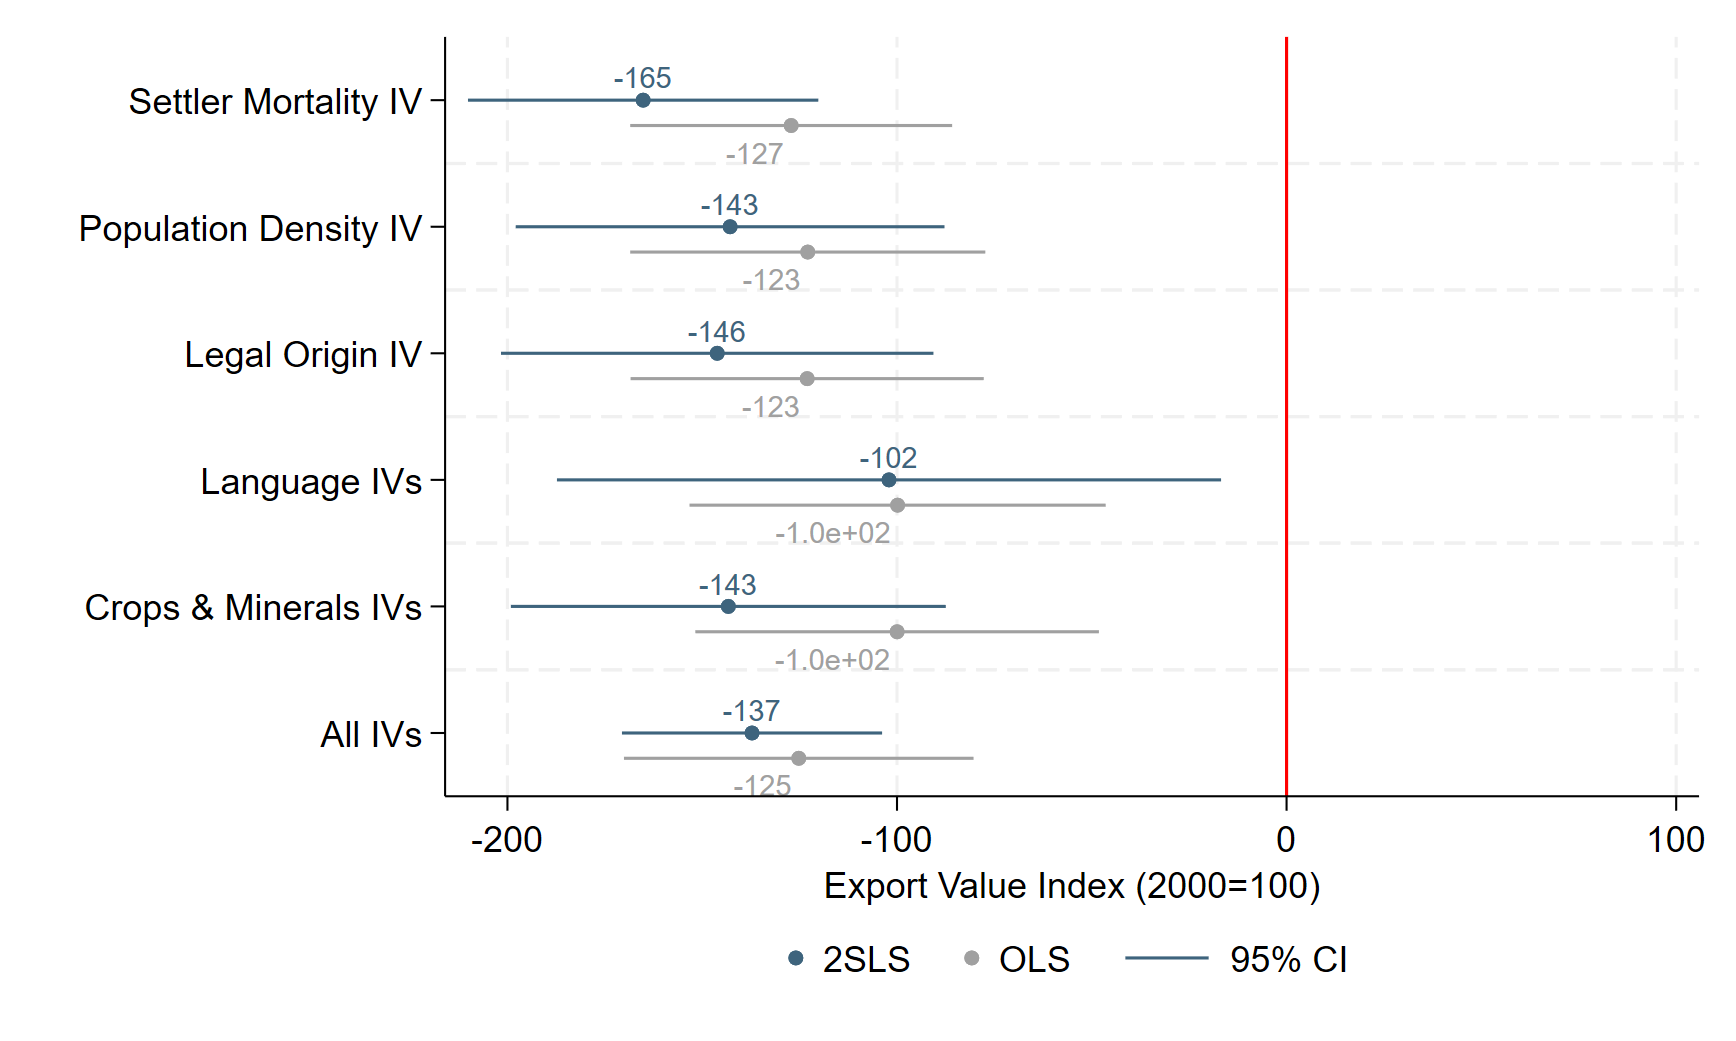 -165
Settler Mortality IV
-127
-143
Population Density IV
-123
-146
Legal Origin IV
-123
-102
Language IVs
-1.0e+02
-143
Crops & Minerals IVs
-1.0e+02
-137
All IVs
-125
-200 -100 0 100
Export Value Index (2000=100)
2SLS OLS 95% CI